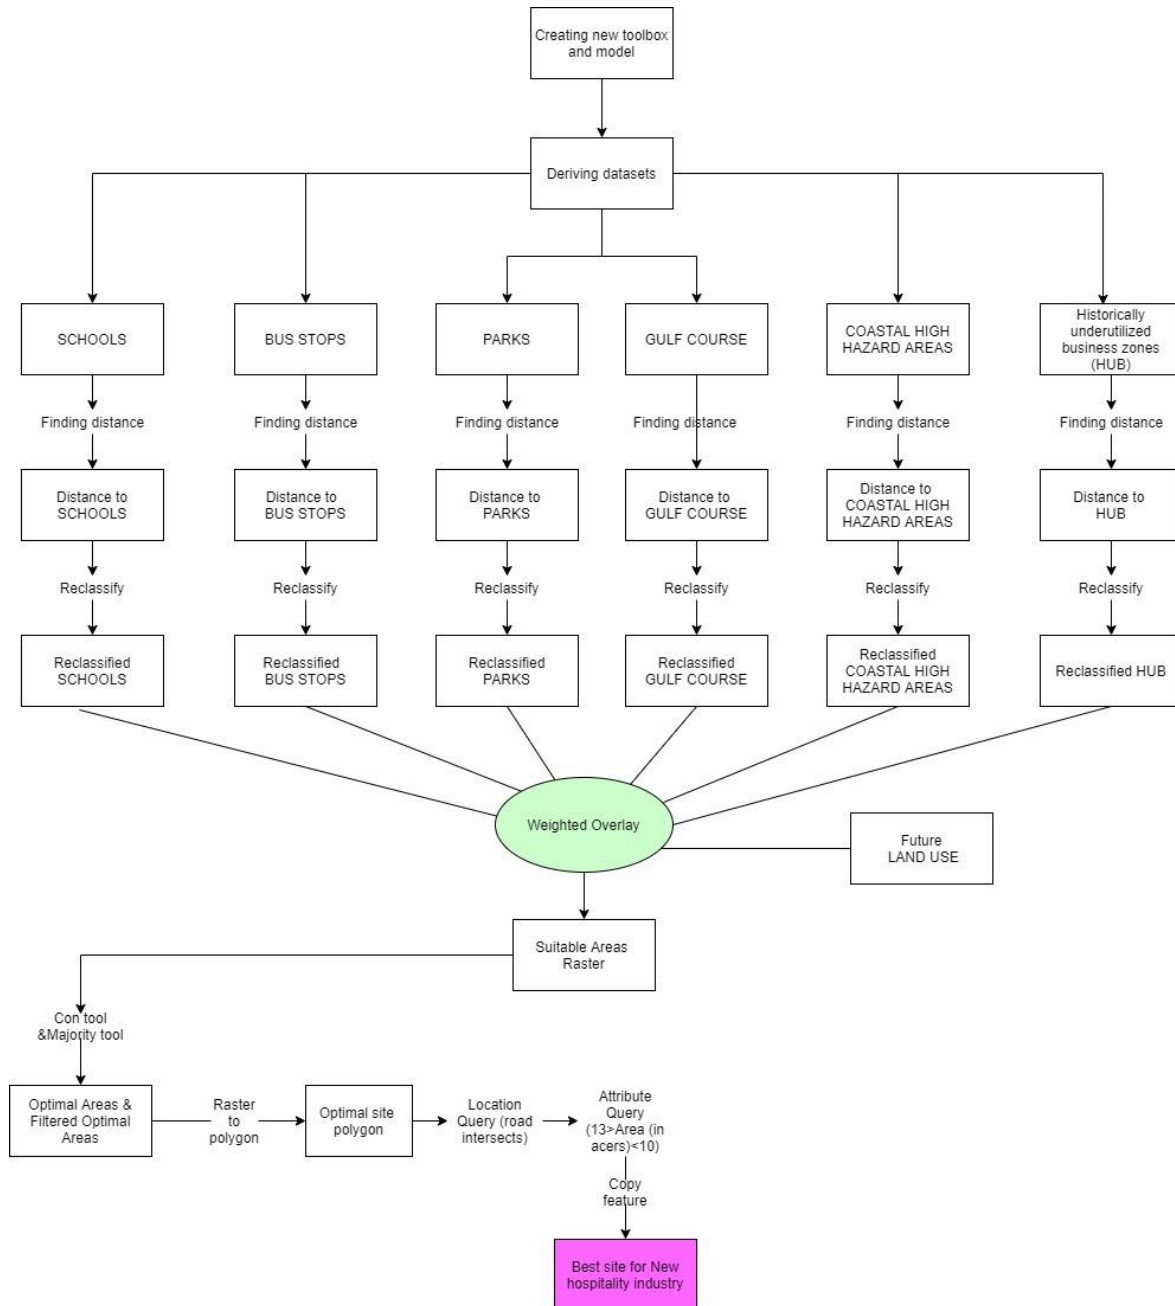 Creating new toolbox
and model
Deriving datasets
SCHOOLS
BUS STOPS
PARKS
GULF COURSE
COASTAL HIGH
HAZARD AREAS
Historically
underutilized
business zones
(HUB)
Finding distance
Finding distance
Finding distance
Finding distance
Finding distance
Finding distance
Distance to
SCHOOLS
Distance to
BUS STOPS
Distance to
PARKS
Distance to
GULF COURSE
Distance to
COASTAL HIGH
HAZARD AREAS
Distance to
HUB
Reclassify
Reclassify
Reclassify
Reclassify
Reclassify
Reclassify
Reclassified
SCHOOLS
Reclassified
BUS STOPS
Reclassified
PARKS
Reclassified
GULF COURSE
Reclassified
COASTAL HIGH
HAZARD AREAS
Reclassified HUB
Weighted Overlay
Future
LAND USE
Suitable Areas
Raster
Con tool
&Majority tool
Optimal Areas &
Filtered Optimal
Areas
Raster
to
polygon
Optimal site
polygon
Location
Query (road
intersects)
Attribute
Query
(13>Area (in
acers)<10)
Copy
feature
Best site for New
hospitality industry